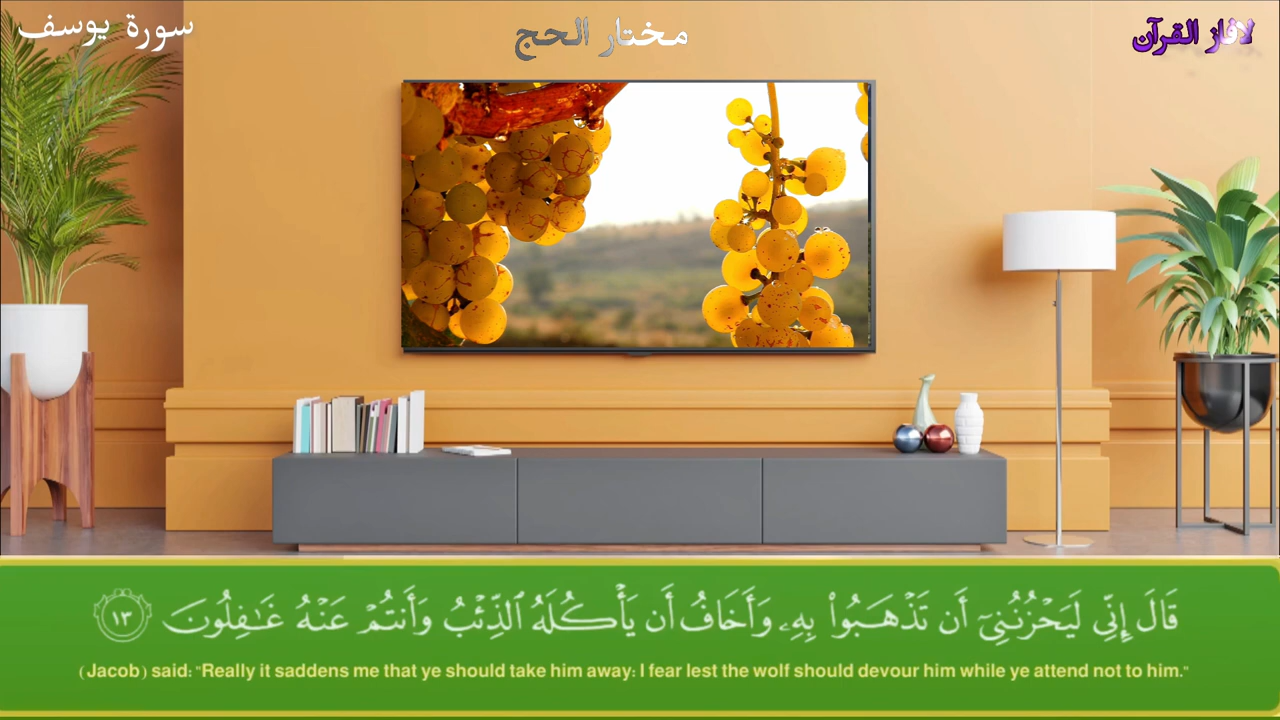 سورة يوسف
مختار الحج
لافاز القرآن
قَالَ إِنِّي لَيَحْزُنُنِيٓ أَن تَذْهَبُوا۟ بِهِۦ وَأَخَافُ أَن يَأْكُلَهُ ٱلذِّئْبُ وَأَنتُمْ عَنْهُ غَـٰفِلُونَ ١٣
(Jacob) said: "Really it saddens me that ye should take him away: I fear lest the wolf should devour him while ye attend not to him."